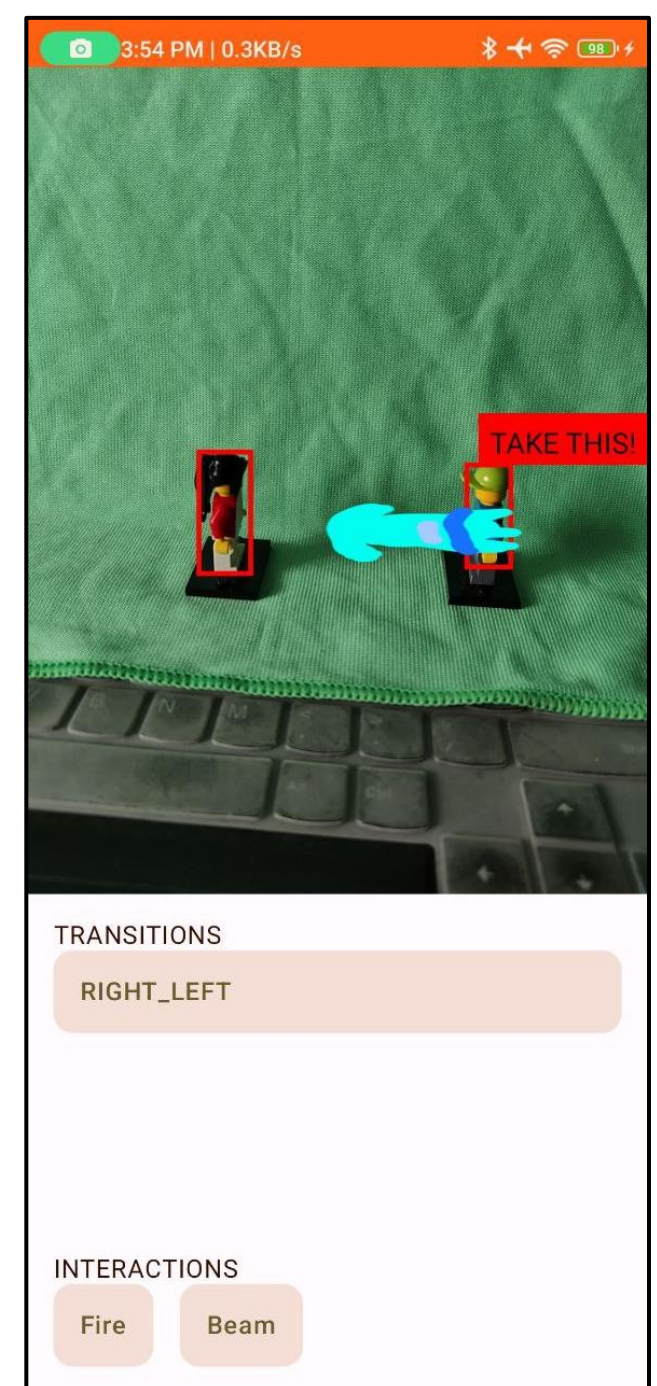 3:54 PM | 0.3KB/s
98
TAKE THIS!
B N M
TRANSITIONS
RIGHT_LEFT
INTERACTIONS
Fire Beam